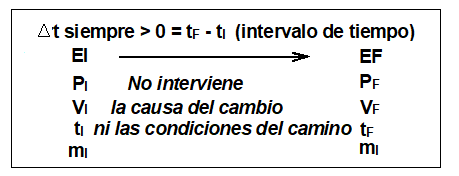 △t siempre > 0 = tF - tI (intervalo de tiempo)
EI EF
PI No interviene PF
VI la causa del cambio VF
tI ni las condiciones del camino tF
mI mI